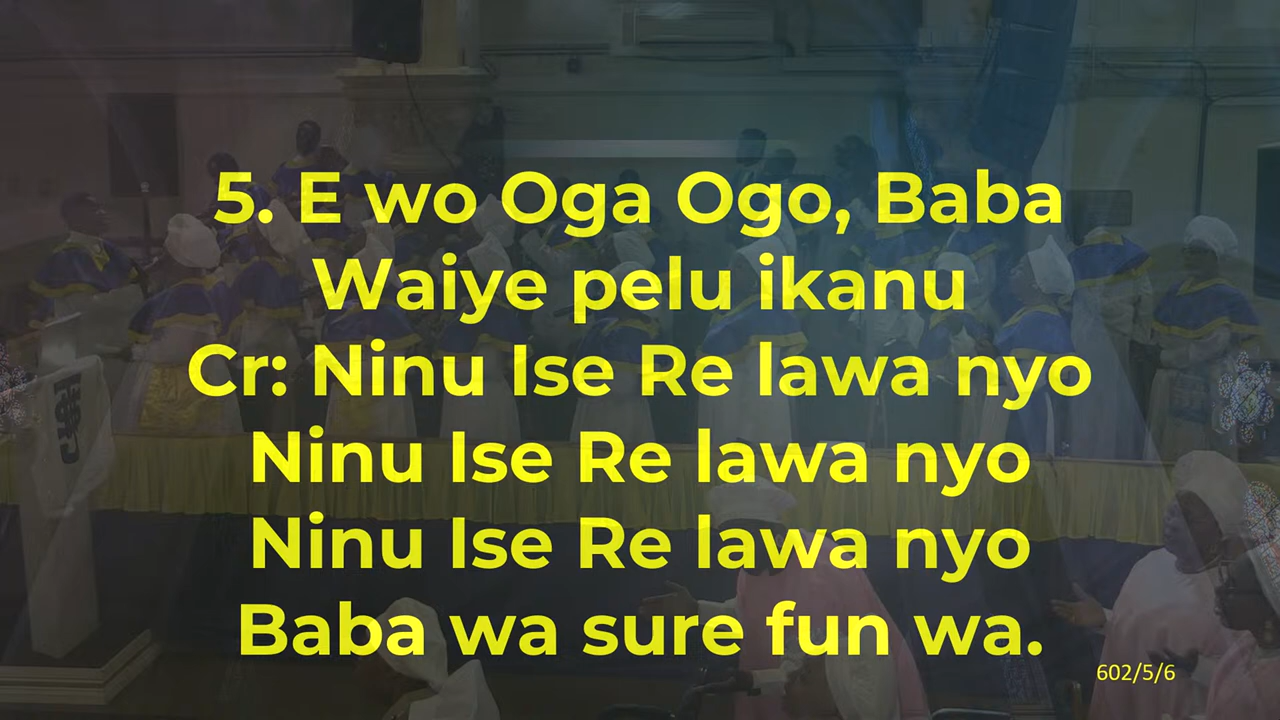 5. E wo Oga Ogo, Baba
Waiye pelu ikanu
Cr: Ninu Ise Re lawa nyo
Ninu Ise Re lawa nyo
Ninu Ise Re lawa nyo
Baba wa sure fun wa.
602/5/6